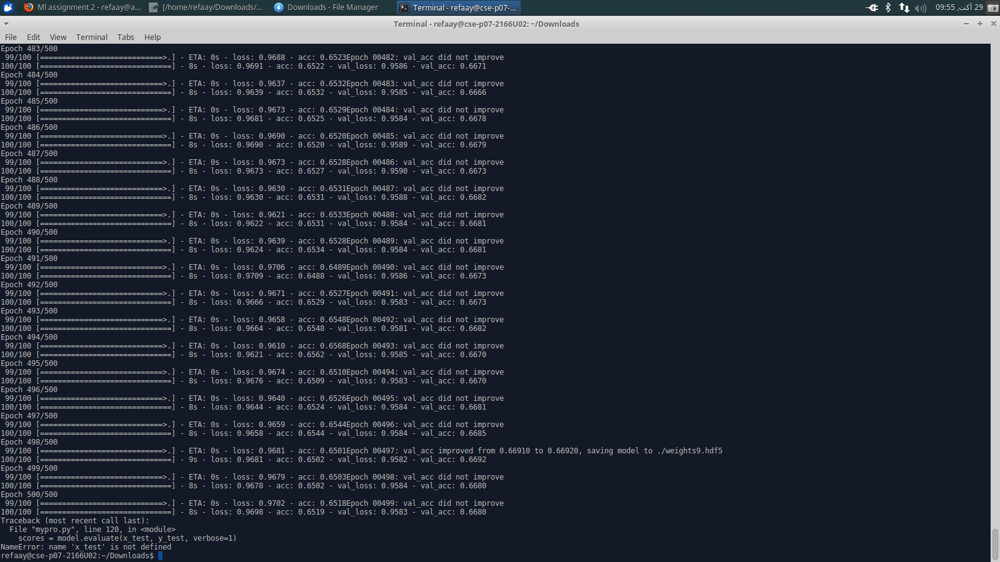 Ml assignment 2 - refaay@a...
[/home/refaay/Downloads/...
Downloads - File Manager
Terminal - refaay@cse-p07-...
29 أكت, 09:55
Terminal - refaay@cse-p07-2166U02: ~/Downloads
File Edit View Terminal Tabs Help
Epoch 483/500
 99/100 [============================>.] - ETA: 0s - loss: 0.9688 - acc: 0.6523Epoch 00482: val_acc did not improve
100/100 [==============================] - 8s - loss: 0.9691 - acc: 0.6522 - val_loss: 0.9586 - val_acc: 0.6671
Epoch 484/500
 99/100 [============================>.] - ETA: 0s - loss: 0.9637 - acc: 0.6532Epoch 00483: val_acc did not improve
100/100 [==============================] - 8s - loss: 0.9639 - acc: 0.6532 - val_loss: 0.9585 - val_acc: 0.6666
Epoch 485/500
 99/100 [============================>.] - ETA: 0s - loss: 0.9673 - acc: 0.6529Epoch 00484: val_acc did not improve
100/100 [==============================] - 8s - loss: 0.9681 - acc: 0.6525 - val_loss: 0.9584 - val_acc: 0.6678
Epoch 486/500
 99/100 [============================>.] - ETA: 0s - loss: 0.9690 - acc: 0.6520Epoch 00485: val_acc did not improve
100/100 [==============================] - 8s - loss: 0.9690 - acc: 0.6520 - val_loss: 0.9589 - val_acc: 0.6679
Epoch 487/500
 99/100 [============================>.] - ETA: 0s - loss: 0.9673 - acc: 0.6528Epoch 00486: val_acc did not improve
100/100 [==============================] - 8s - loss: 0.9673 - acc: 0.6527 - val_loss: 0.9590 - val_acc: 0.6673
Epoch 488/500
 99/100 [============================>.] - ETA: 0s - loss: 0.9630 - acc: 0.6531Epoch 00487: val_acc did not improve
100/100 [==============================] - 8s - loss: 0.9630 - acc: 0.6531 - val_loss: 0.9588 - val_acc: 0.6682
Epoch 489/500
 99/100 [============================>.] - ETA: 0s - loss: 0.9621 - acc: 0.6533Epoch 00488: val_acc did not improve
100/100 [==============================] - 8s - loss: 0.9622 - acc: 0.6531 - val_loss: 0.9584 - val_acc: 0.6681
Epoch 490/500
 99/100 [============================>.] - ETA: 0s - loss: 0.9639 - acc: 0.6528Epoch 00489: val_acc did not improve
100/100 [==============================] - 8s - loss: 0.9624 - acc: 0.6534 - val_loss: 0.9584 - val_acc: 0.6681
Epoch 491/500
 99/100 [============================>.] - ETA: 0s - loss: 0.9706 - acc: 0.6489Epoch 00490: val_acc did not improve
100/100 [==============================] - 8s - loss: 0.9709 - acc: 0.6488 - val_loss: 0.9586 - val_acc: 0.6673
Epoch 492/500
 99/100 [============================>.] - ETA: 0s - loss: 0.9671 - acc: 0.6527Epoch 00491: val_acc did not improve
100/100 [==============================] - 8s - loss: 0.9666 - acc: 0.6529 - val_loss: 0.9583 - val_acc: 0.6673
Epoch 493/500
 99/100 [============================>.] - ETA: 0s - loss: 0.9658 - acc: 0.6548Epoch 00492: val_acc did not improve
100/100 [==============================] - 8s - loss: 0.9664 - acc: 0.6548 - val_loss: 0.9581 - val_acc: 0.6682
Epoch 494/500
 99/100 [============================>.] - ETA: 0s - loss: 0.9610 - acc: 0.6568Epoch 00493: val_acc did not improve
100/100 [==============================] - 8s - loss: 0.9621 - acc: 0.6562 - val_loss: 0.9585 - val_acc: 0.6670
Epoch 495/500
 99/100 [============================>.] - ETA: 0s - loss: 0.9674 - acc: 0.6510Epoch 00494: val_acc did not improve
100/100 [==============================] - 8s - loss: 0.9676 - acc: 0.6509 - val_loss: 0.9583 - val_acc: 0.6670
Epoch 496/500
 99/100 [============================>.] - ETA: 0s - loss: 0.9640 - acc: 0.6526Epoch 00495: val_acc did not improve
100/100 [==============================] - 8s - loss: 0.9644 - acc: 0.6524 - val_loss: 0.9584 - val_acc: 0.6681
Epoch 497/500
 99/100 [============================>.] - ETA: 0s - loss: 0.9659 - acc: 0.6544Epoch 00496: val_acc did not improve
100/100 [==============================] - 8s - loss: 0.9658 - acc: 0.6544 - val_loss: 0.9584 - val_acc: 0.6685
Epoch 498/500
 99/100 [============================>.] - ETA: 0s - loss: 0.9681 - acc: 0.6501Epoch 00497: val_acc improved from 0.66910 to 0.66920, saving model to ./weights9.hdf5
100/100 [==============================] - 9s - loss: 0.9681 - acc: 0.6502 - val_loss: 0.9582 - val_acc: 0.6692
Epoch 499/500
 99/100 [============================>.] - ETA: 0s - loss: 0.9679 - acc: 0.6503Epoch 00498: val_acc did not improve
100/100 [==============================] - 8s - loss: 0.9678 - acc: 0.6502 - val_loss: 0.9584 - val_acc: 0.6680
Epoch 500/500
 99/100 [============================>.] - ETA: 0s - loss: 0.9702 - acc: 0.6518Epoch 00499: val_acc did not improve
100/100 [==============================] - 8s - loss: 0.9698 - acc: 0.6519 - val_loss: 0.9583 - val_acc: 0.6680
Traceback (most recent call last):
  File "mypro.py", line 120, in <module>
    scores = model.evaluate(x_test, y_test, verbose=1)
NameError: name 'x_test' is not defined
refaay@cse-p07-2166U02:~/Downloads$